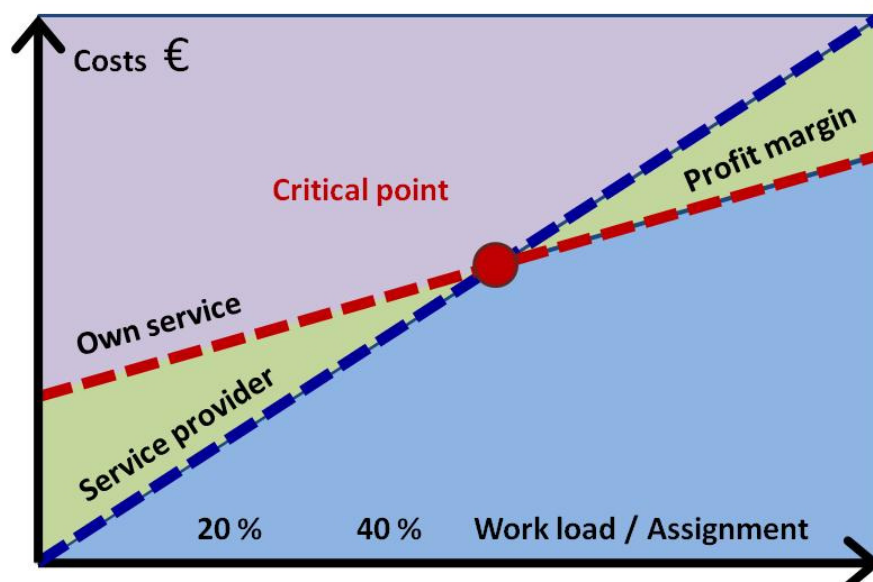 Costs €
Critical point
Profit margin
Own service
Service provider
20 %
40 %
Work load / Assignment